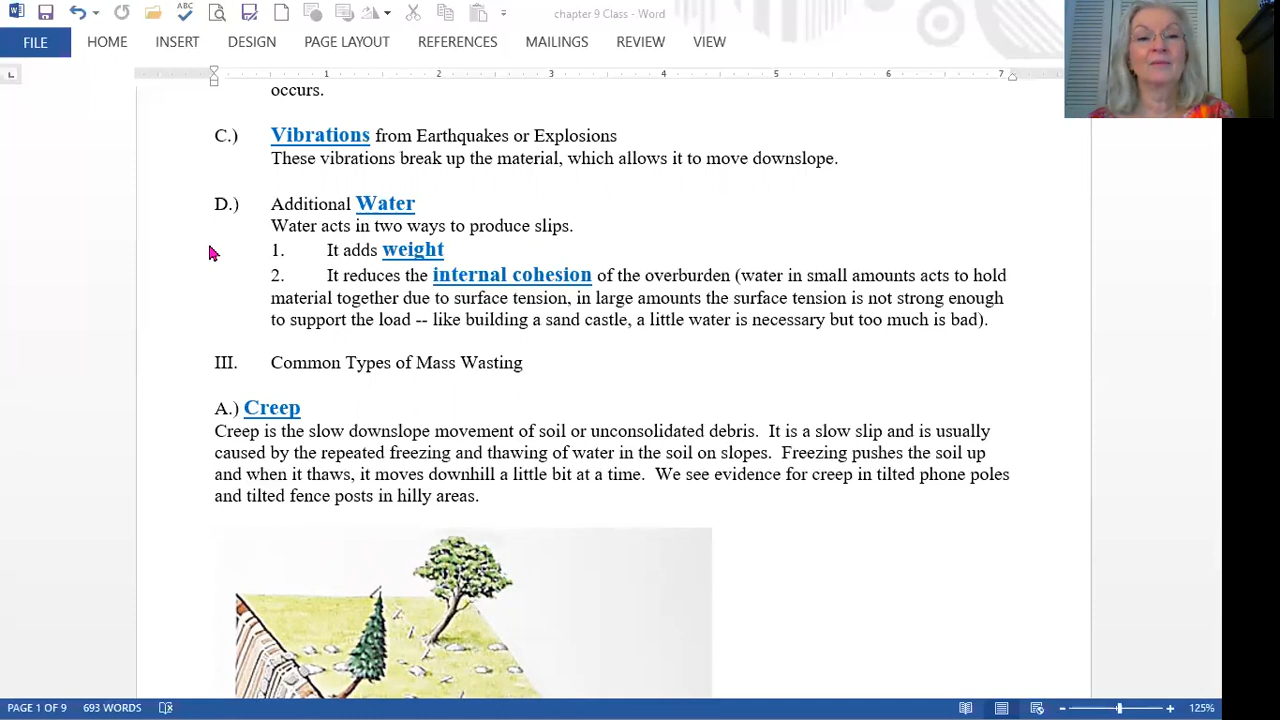 chapter 9 Class - Word
FILE HOME INSERT DESIGN PAGE LAYOUT REFERENCES MAILINGS REVIEW VIEW
1 2 3 4 5 6 7
occurs.
C.) Vibrations from Earthquakes or Explosions
These vibrations break up the material, which allows it to move downslope.
D.) Additional Water
Water acts in two ways to produce slips.
1. It adds weight
2. It reduces the internal cohesion of the overburden (water in small amounts acts to hold
material together due to surface tension, in large amounts the surface tension is not strong enough
to support the load -- like building a sand castle, a little water is necessary but too much is bad).
III. Common Types of Mass Wasting
A.) Creep
Creep is the slow downslope movement of soil or unconsolidated debris. It is a slow slip and is usually
caused by the repeated freezing and thawing of water in the soil on slopes. Freezing pushes the soil up
and when it thaws, it moves downhill a little bit at a time. We see evidence for creep in tilted phone poles
and tilted fence posts in hilly areas.
PAGE 1 OF 9 693 WORDS 125%